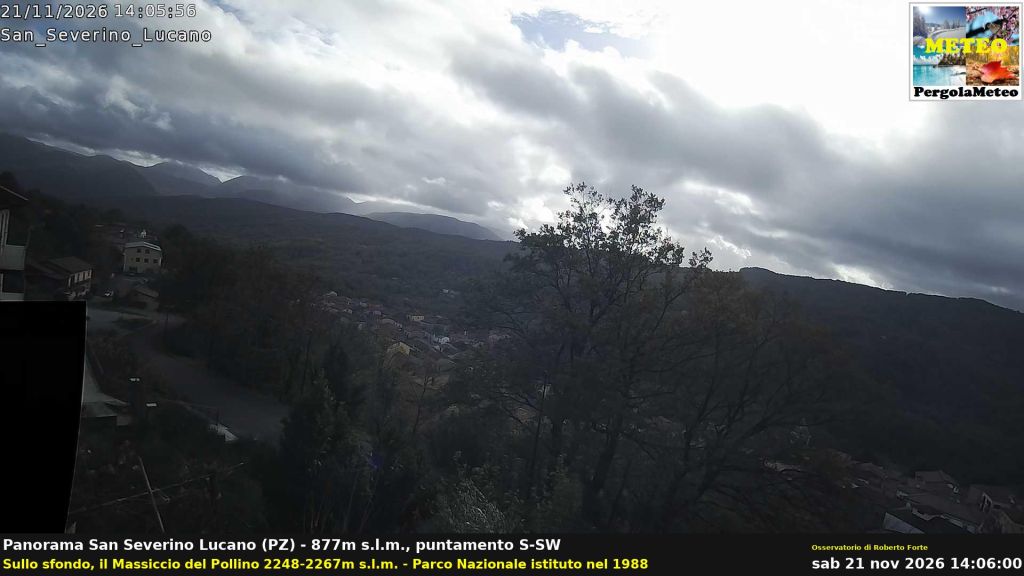 21/11/2026 14:05:56
San_Severino_Lucano
METEO
PergolaMeteo
Panorama San Severino Lucano (PZ) - 877m s.l.m., puntamento S-SW
Osservatorio di Roberto Forte
Sullo sfondo, il Massiccio del Pollino 2248-2267m s.l.m. - Parco Nazionale istituto nel 1988
sab 21 nov 2026 14:06:00